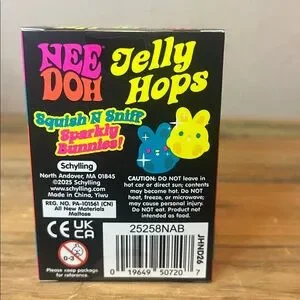 NEE DOH
Jelly Hops
Squish N Sniff
Sparkly Bunnies!
Schylling
North Andover, MA 01845
©2025 Schylling
www.schylling.com
Made in China, Yiwu
REG. NO. PA-101561 (CN)
All New Materials
Maltose
CE UK CA
0-3
Please keep package
for reference.
CAUTION: DO NOT leave in
hot car or direct sun; contents
may become hot. Do NOT
heat, freeze, or microwave;
may cause personal injury.
Do NOT eat. Product not
intended as food.
25258NAB
0 19649 50720 7
JHND26